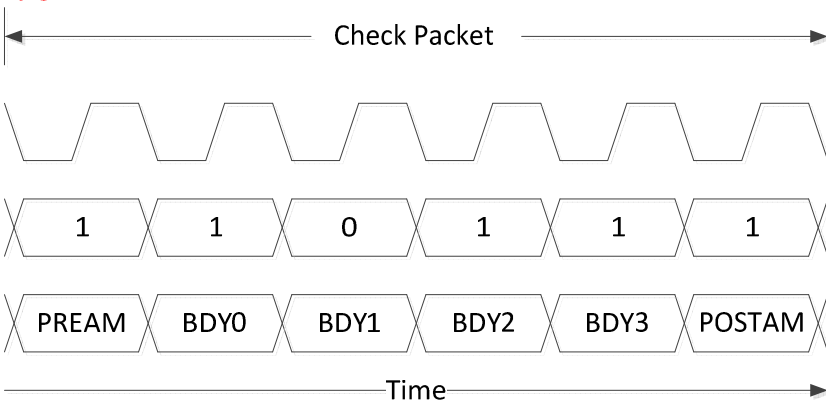 Check Packet
1 1 0 1 1 1
PREAM BDY0 BDY1 BDY2 BDY3 POSTAM
Time